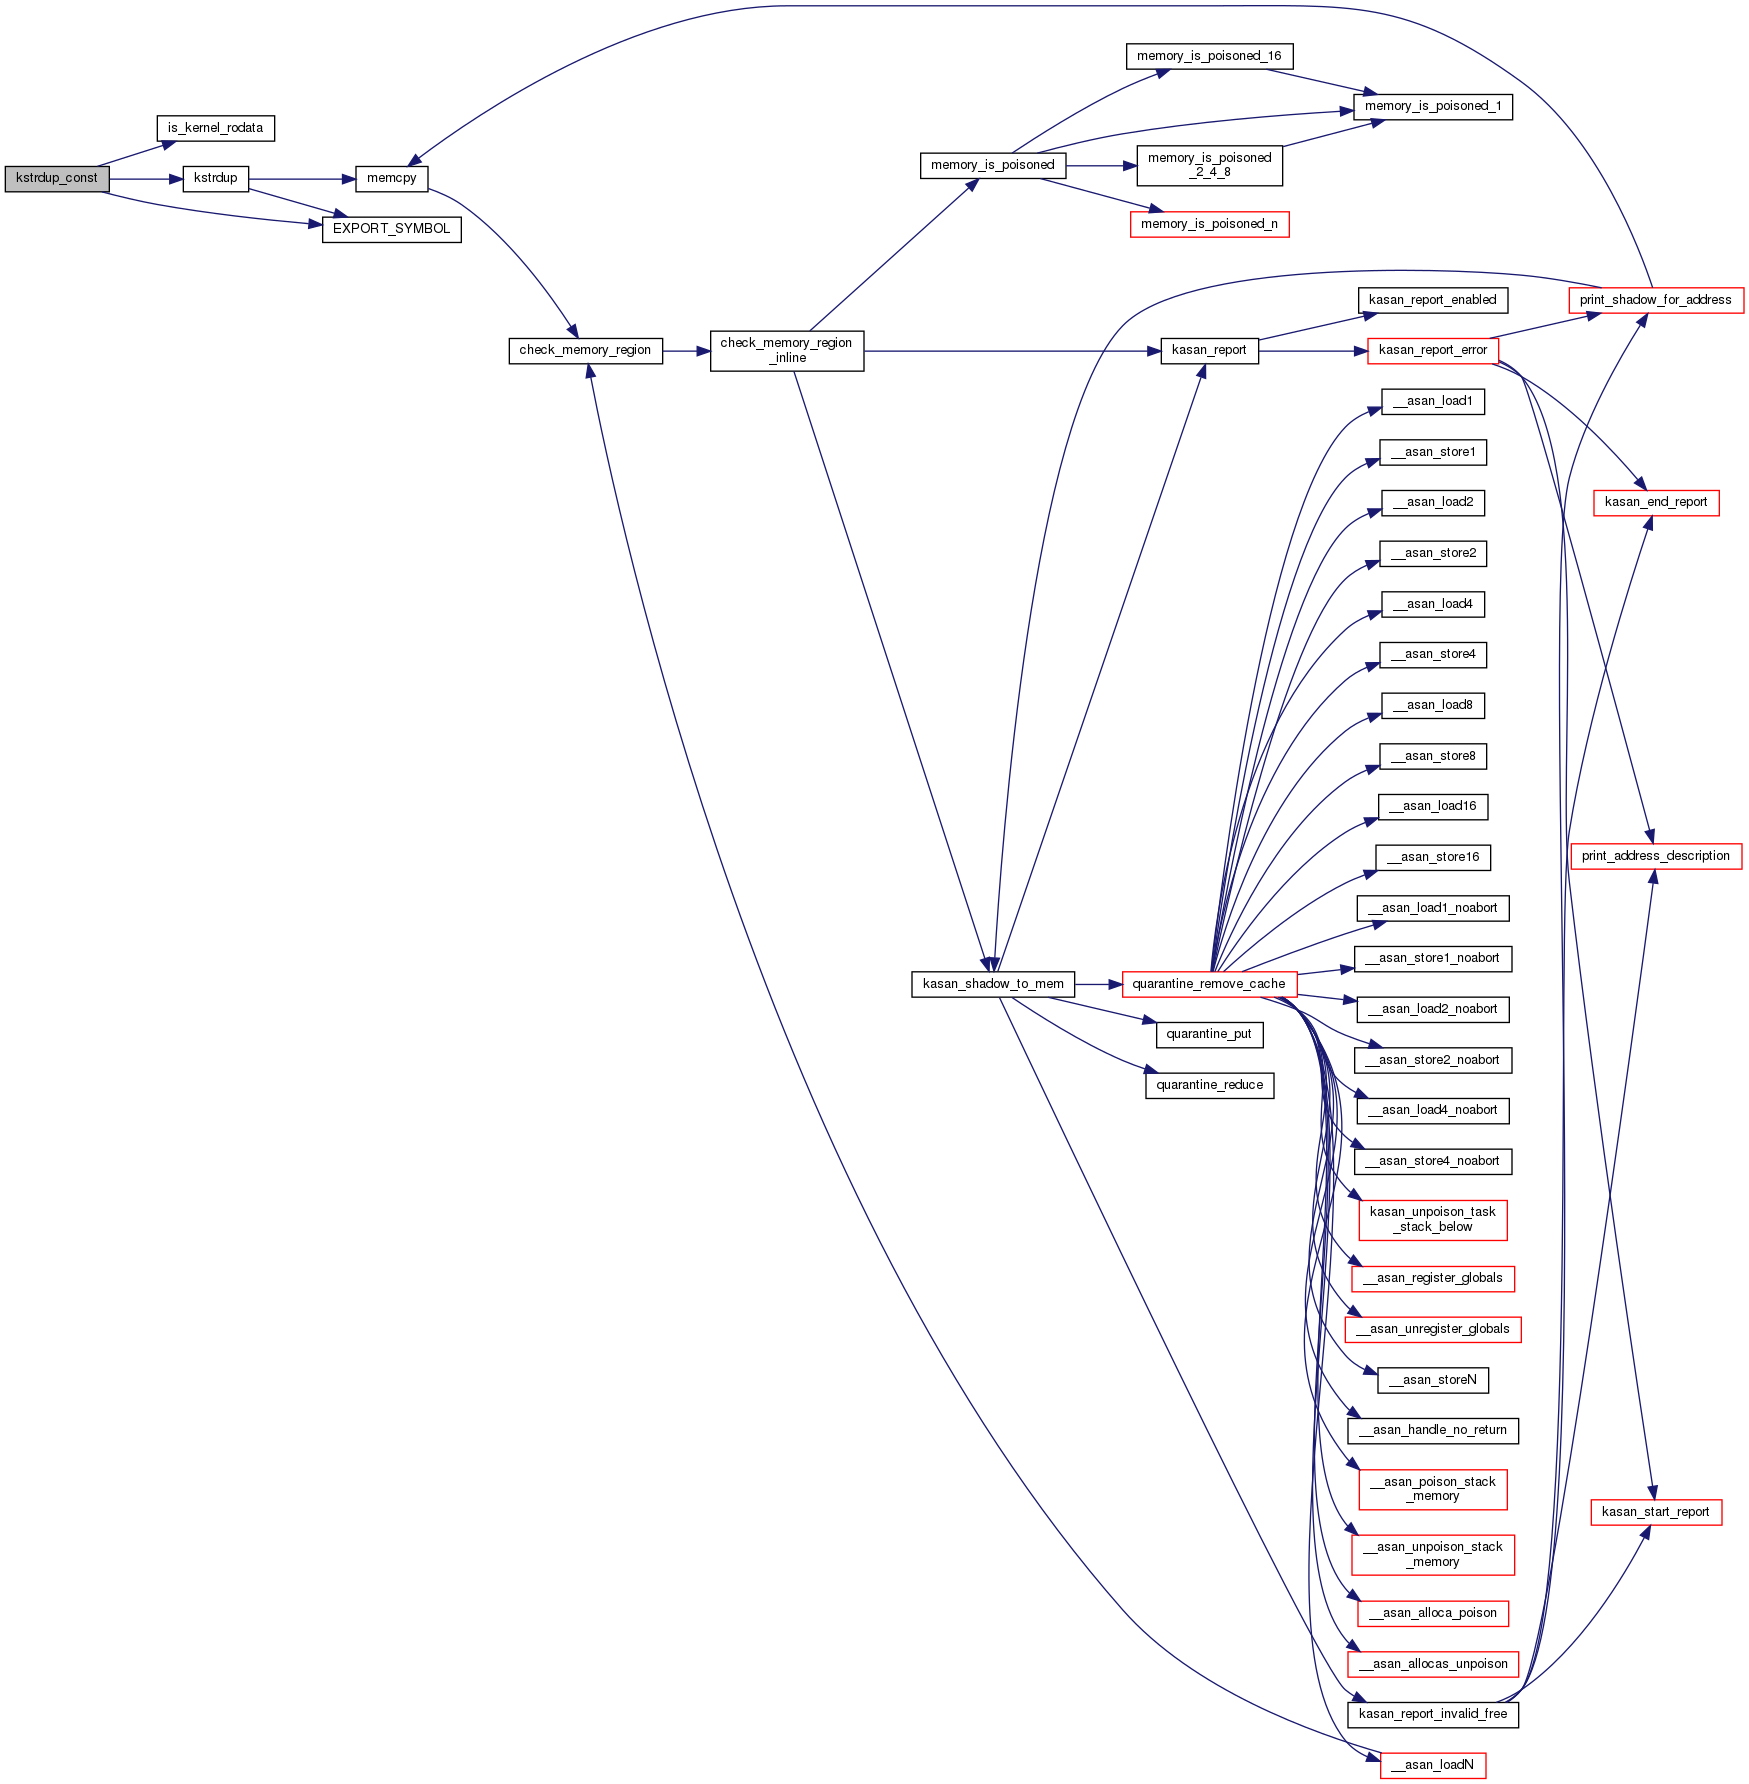 kstrdup_const
is_kernel_rodata
kstrdup
EXPORT_SYMBOL
memcpy
check_memory_region
check_memory_region
_inline
memory_is_poisoned
memory_is_poisoned_16
memory_is_poisoned_1
memory_is_poisoned
_2_4_8
memory_is_poisoned_n
kasan_report
kasan_report_enabled
kasan_report_error
print_shadow_for_address
kasan_end_report
print_address_description
kasan_start_report
kasan_shadow_to_mem
quarantine_remove_cache
quarantine_put
quarantine_reduce
__asan_load1
__asan_store1
__asan_load2
__asan_store2
__asan_load4
__asan_store4
__asan_load8
__asan_store8
__asan_load16
__asan_store16
__asan_load1_noabort
__asan_store1_noabort
__asan_load2_noabort
__asan_store2_noabort
__asan_load4_noabort
__asan_store4_noabort
kasan_unpoison_task
_stack_below
__asan_register_globals
__asan_unregister_globals
__asan_storeN
__asan_handle_no_return
__asan_poison_stack
_memory
__asan_unpoison_stack
_memory
__asan_alloca_poison
__asan_allocas_unpoison
kasan_report_invalid_free
__asan_loadN